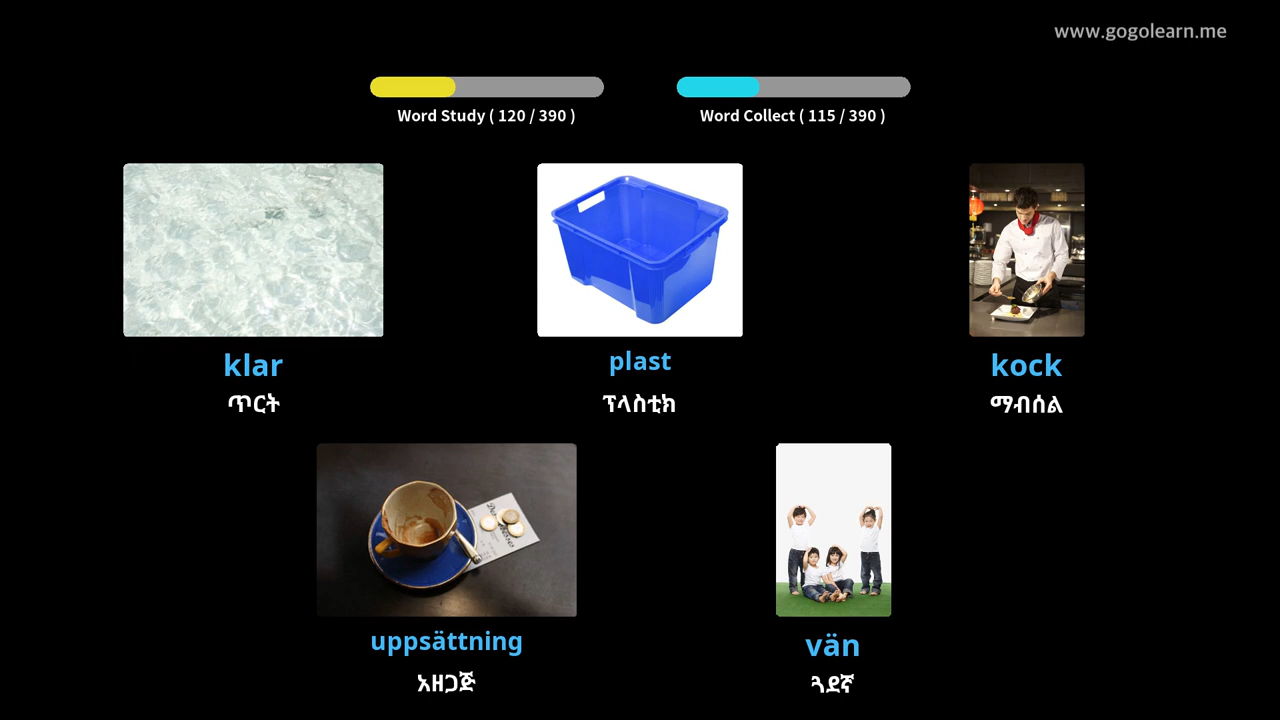 www.gogolearn.me
Word Study ( 120 / 390 )
Word Collect ( 115 / 390 )
klar
ጥርት
plast
ፕላስቲክ
kock
ማብሰል
uppsättning
አዘጋጅ
vän
ጓደኛ